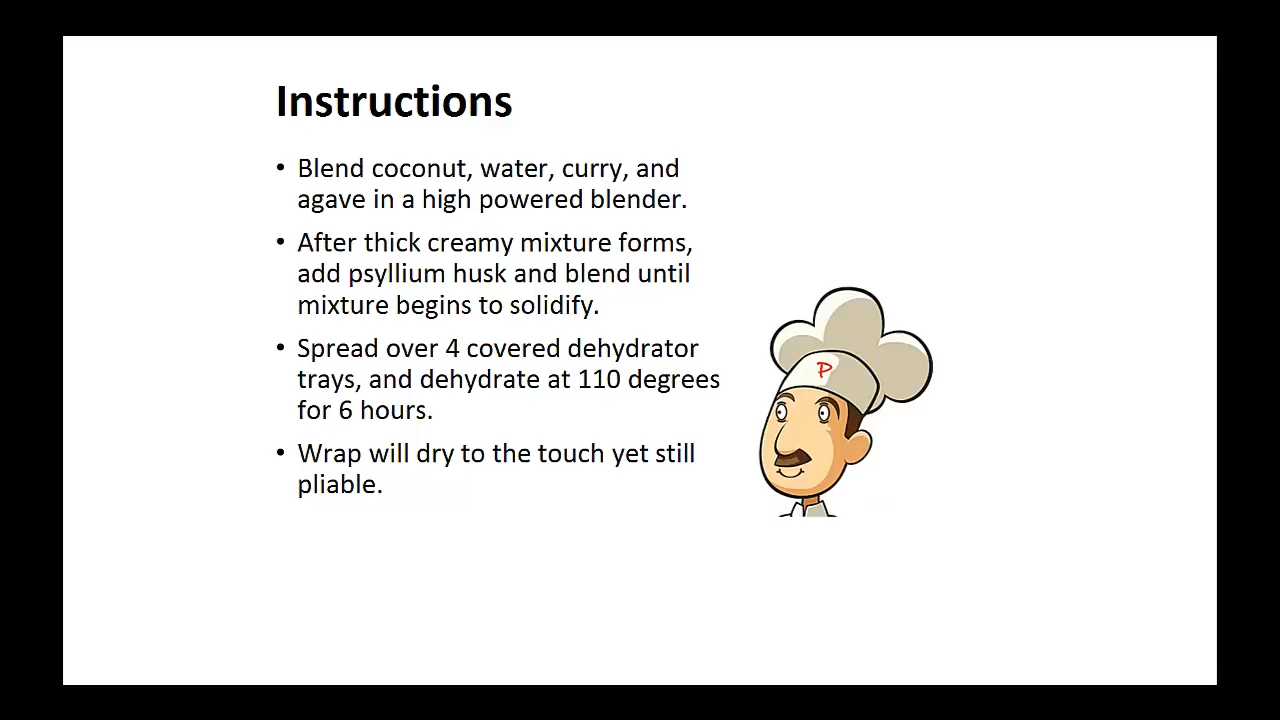 Instructions
• Blend coconut, water, curry, and
agave in a high powered blender.
• After thick creamy mixture forms,
add psyllium husk and blend until
mixture begins to solidify.
• Spread over 4 covered dehydrator
trays, and dehydrate at 110 degrees
for 6 hours.
P
• Wrap will dry to the touch yet still
pliable.